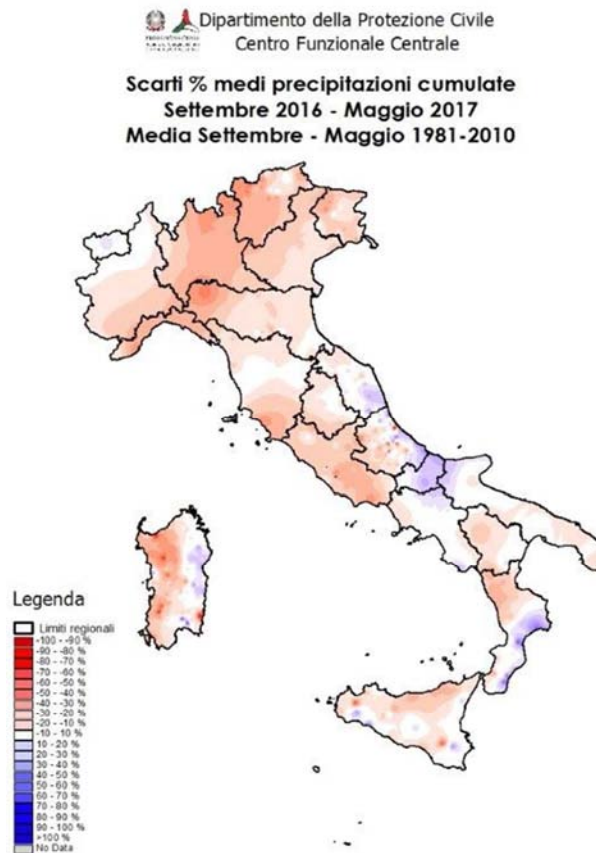 Dipartimento della Protezione Civile
Centro Funzionale Centrale
Scarti % medi precipitazioni cumulate
Settembre 2016 - Maggio 2017
Media Settembre - Maggio 1981-2010
Legenda
Limiti regionali
-100 - -90 %
-90 - -80 %
-80 - -70 %
-70 - -60 %
-60 - -50 %
-50 - -40 %
-40 - -30 %
-30 - -20 %
-20 - -10 %
-10 - 10 %
10 - 20 %
20 - 30 %
30 - 40 %
40 - 50 %
50 - 60 %
60 - 70 %
70 - 80 %
80 - 90 %
90 - 100 %
>100 %
No Data